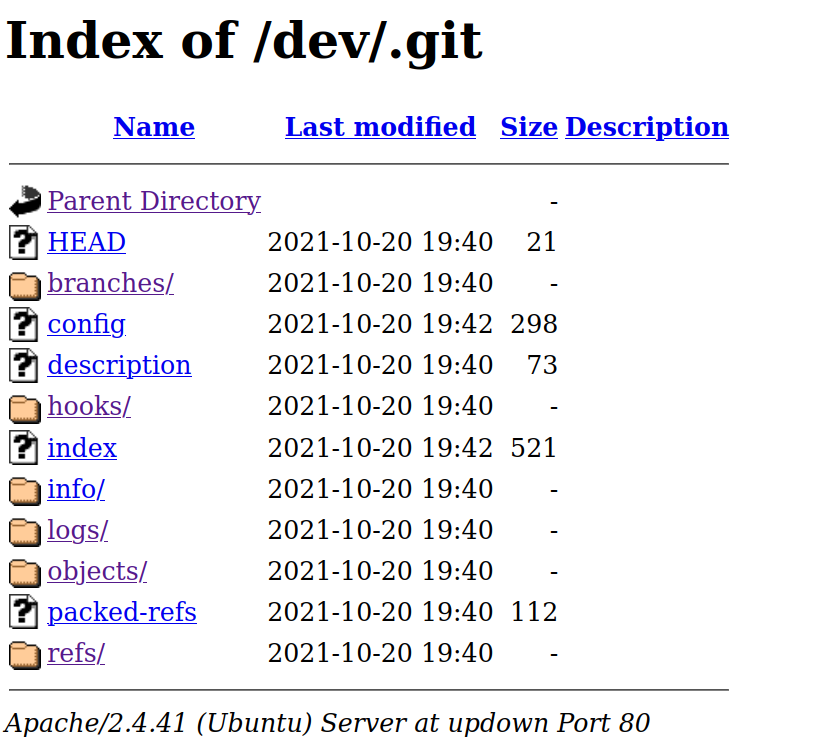 Index of /dev/.git
Name Last modified Size Description
Parent Directory -
HEAD 2021-10-20 19:40 21
branches/ 2021-10-20 19:40 -
config 2021-10-20 19:42 298
description 2021-10-20 19:40 73
hooks/ 2021-10-20 19:40 -
index 2021-10-20 19:42 521
info/ 2021-10-20 19:40 -
logs/ 2021-10-20 19:40 -
objects/ 2021-10-20 19:40 -
packed-refs 2021-10-20 19:40 112
refs/ 2021-10-20 19:40 -
Apache/2.4.41 (Ubuntu) Server at updown Port 80